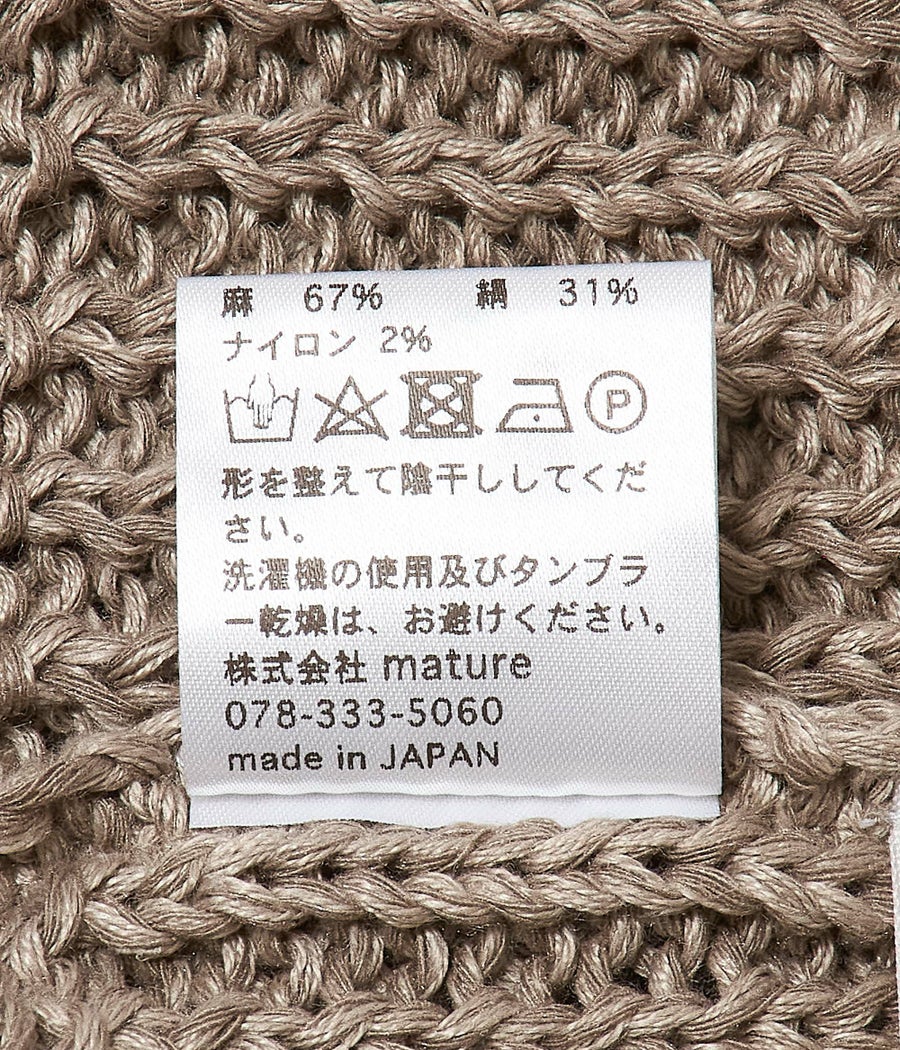 麻 67% 絹 31%
ナイロン 2%
P
形を整えて陰干ししてくだ
さい。
洗濯機の使用及びタンブラ
ー乾燥は、お避けください。
株式会社 mature
078-333-5060
made in JAPAN